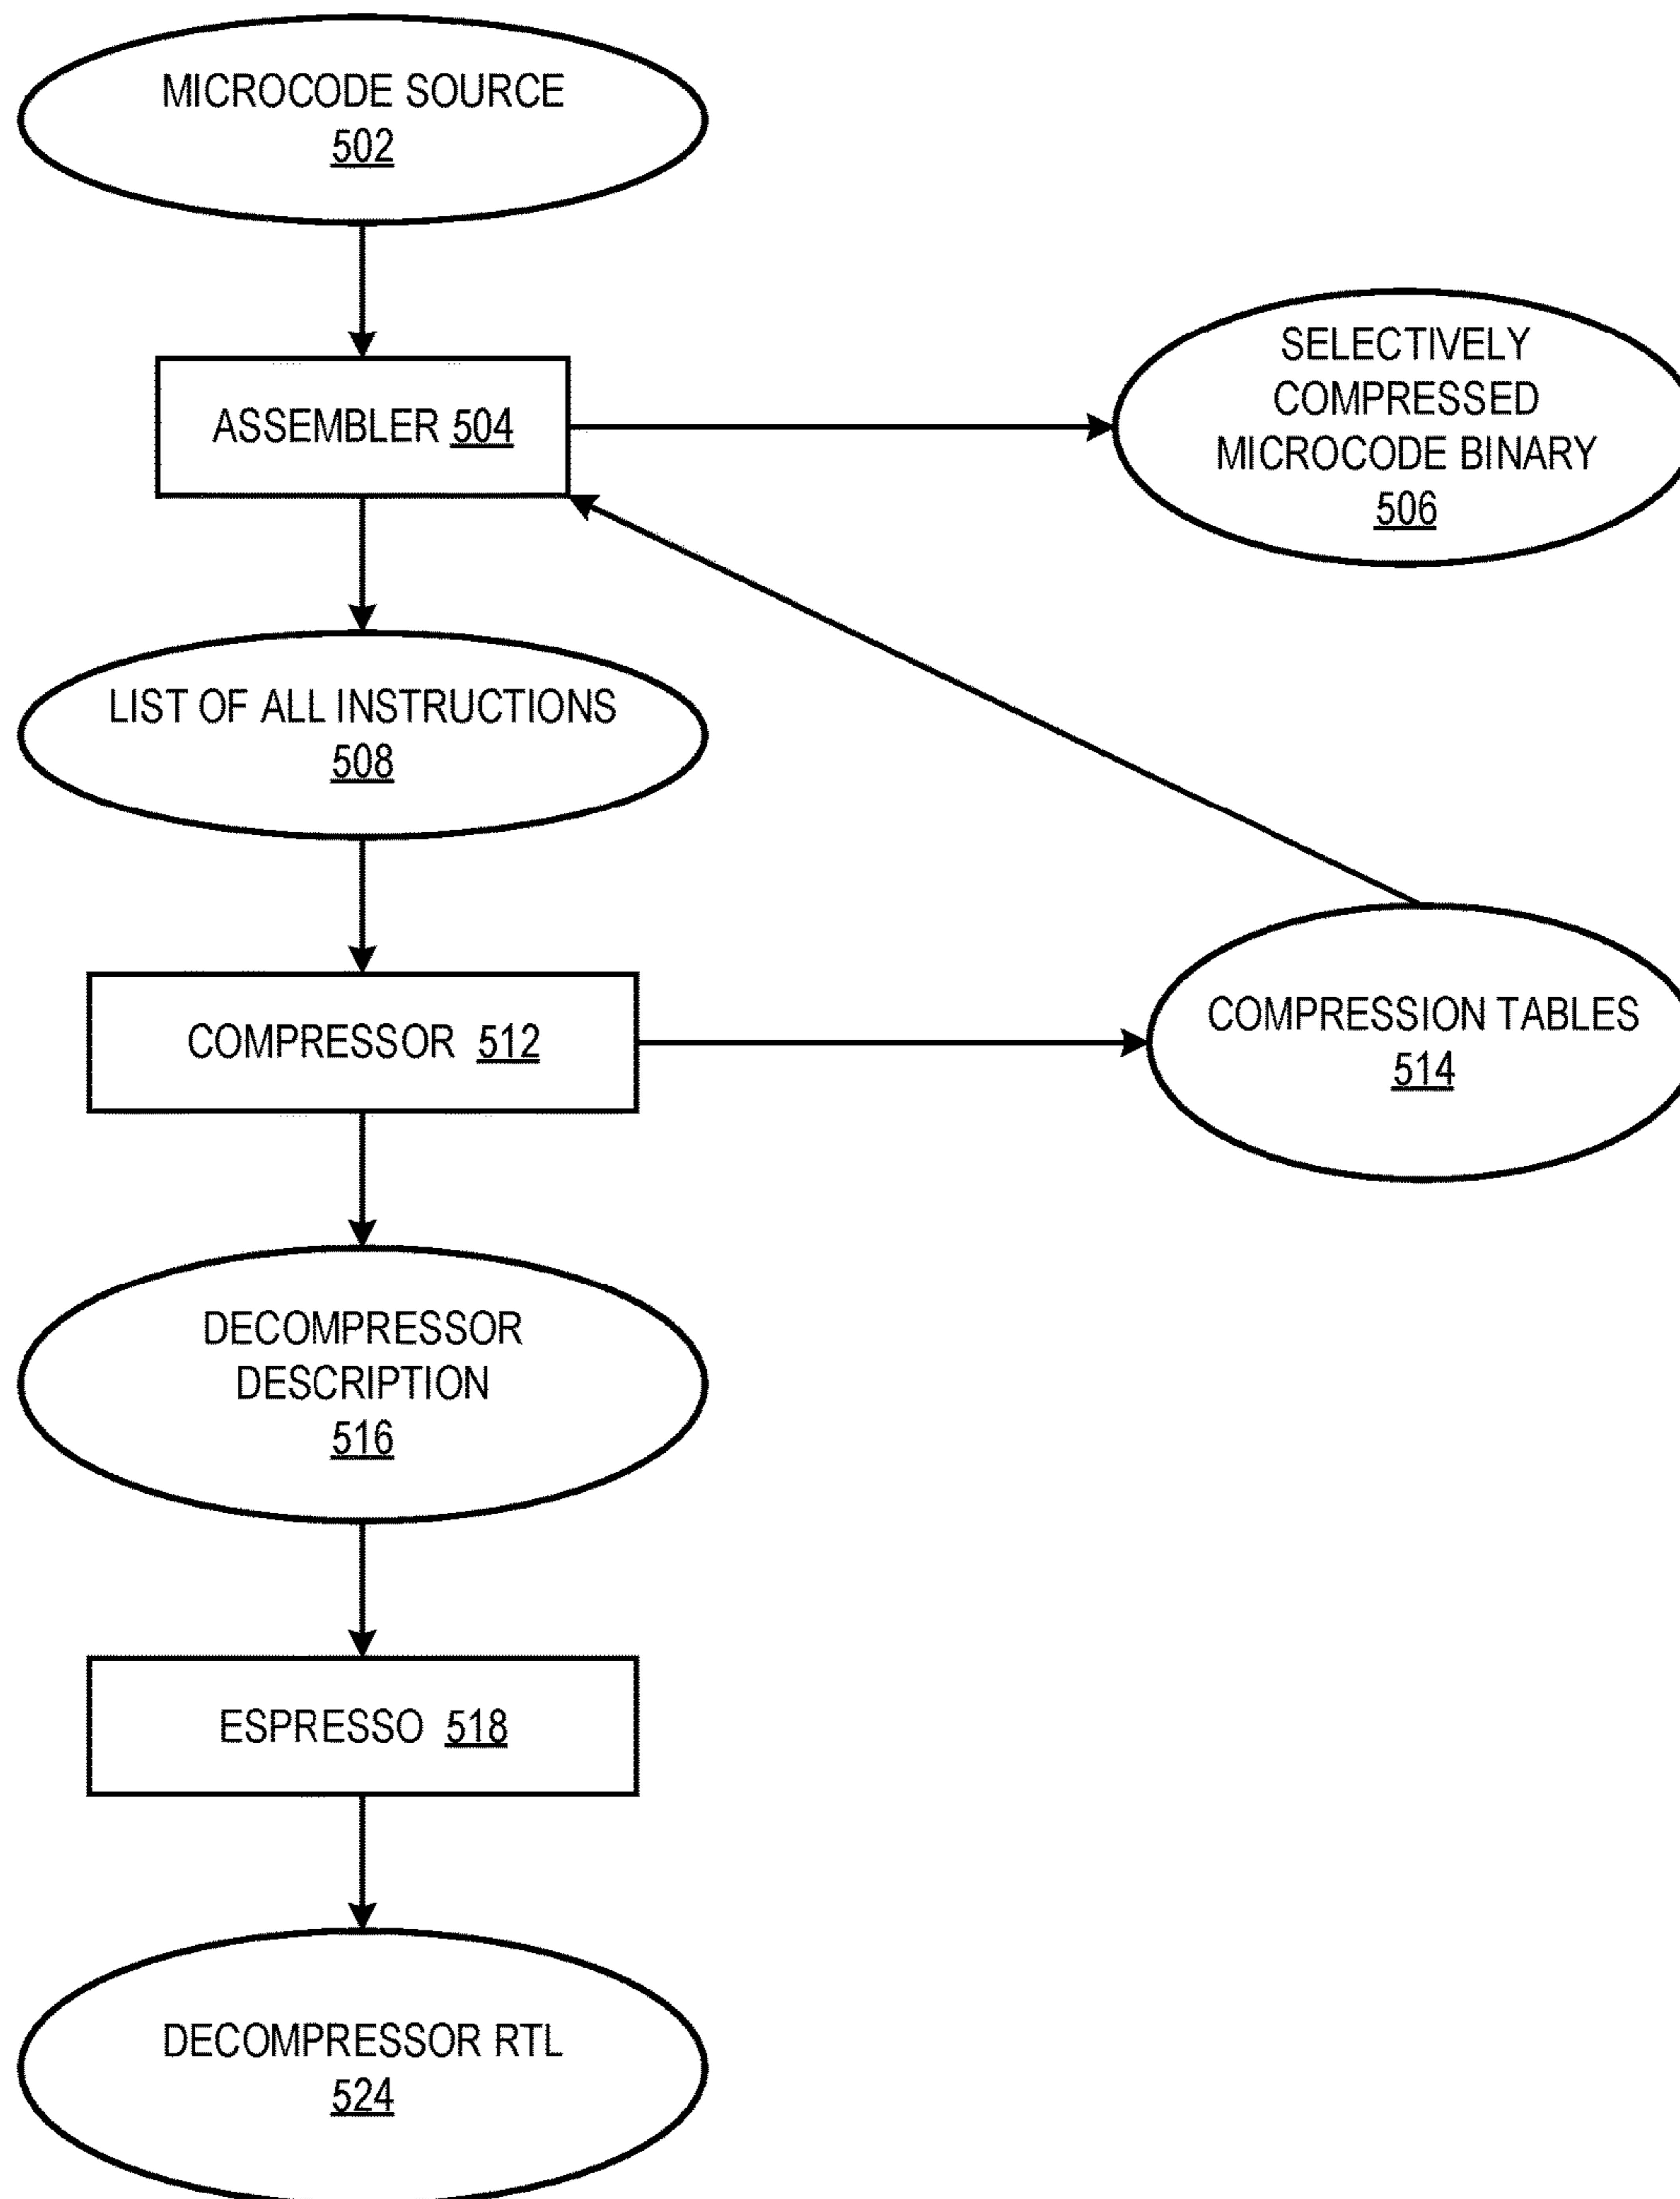 MICROCODE SOURCE
502
ASSEMBLER 504
SELECTIVELY
COMPRESSED
MICROCODE BINARY
506
LIST OF ALL INSTRUCTIONS
508
COMPRESSOR 512
COMPRESSION TABLES
514
DECOMPRESSOR
DESCRIPTION
516
ESPRESSO 518
DECOMPRESSOR RTL
524